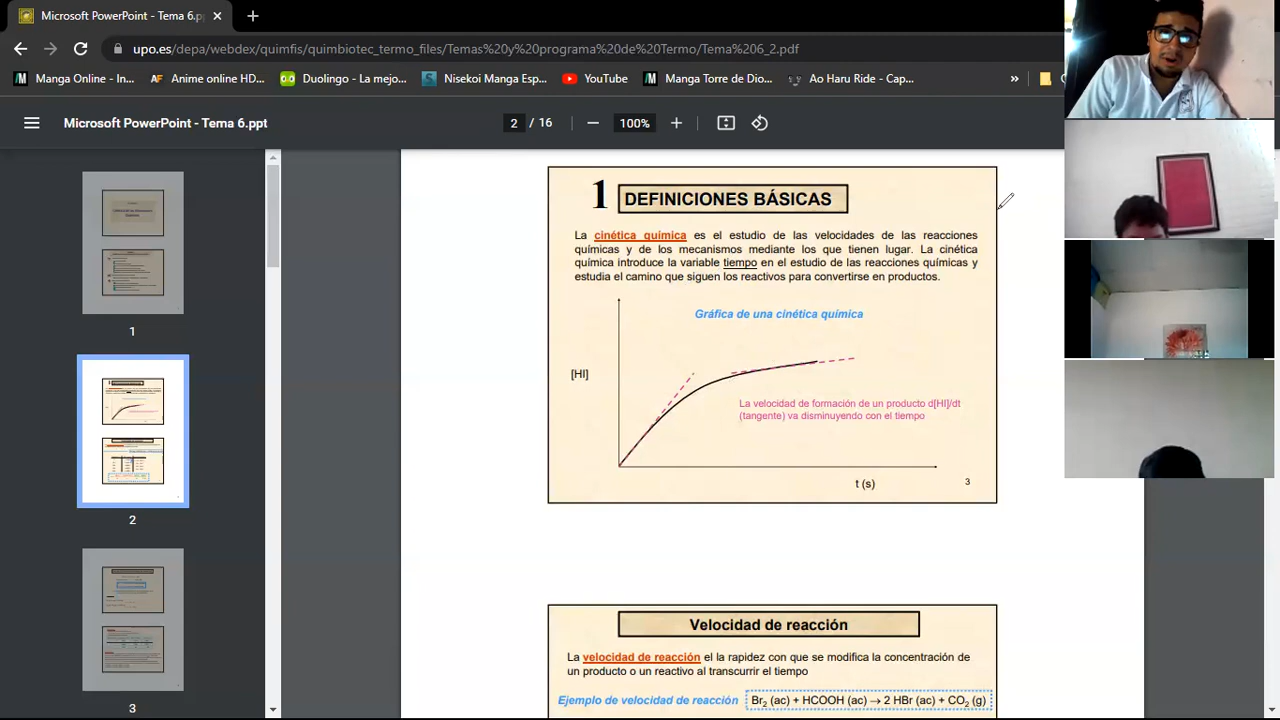 Microsoft PowerPoint - Tema 6.p
upo.es/depa/webdex/quimfis/quimbiotec_termo_files/Temas%20y%20programa%20de%20Termo/Tema%206_2.pdf
Manga Online - In...
Anime online HD...
Duolingo - La mejo...
Nisekoi Manga Esp...
YouTube
Manga Torre de Dio...
Ao Haru Ride - Cap...
»
Microsoft PowerPoint - Tema 6.ppt
2 / 16
100%
1
2
3
1 DEFINICIONES BÁSICAS
La cinética química es el estudio de las velocidades de las reacciones
químicas y de los mecanismos mediante los que tienen lugar. La cinética
química introduce la variable tiempo en el estudio de las reacciones químicas y
estudia el camino que siguen los reactivos para convertirse en productos.
Gráfica de una cinética química
[HI]
La velocidad de formación de un producto d[HI]/dt
(tangente) va disminuyendo con el tiempo
t (s)
3
Velocidad de reacción
La velocidad de reacción el la rapidez con que se modifica la concentración de
un producto o un reactivo al transcurrir el tiempo
Ejemplo de velocidad de reacción Br₂ (ac) + HCOOH (ac) → 2 HBr (ac) + CO₂ (g)